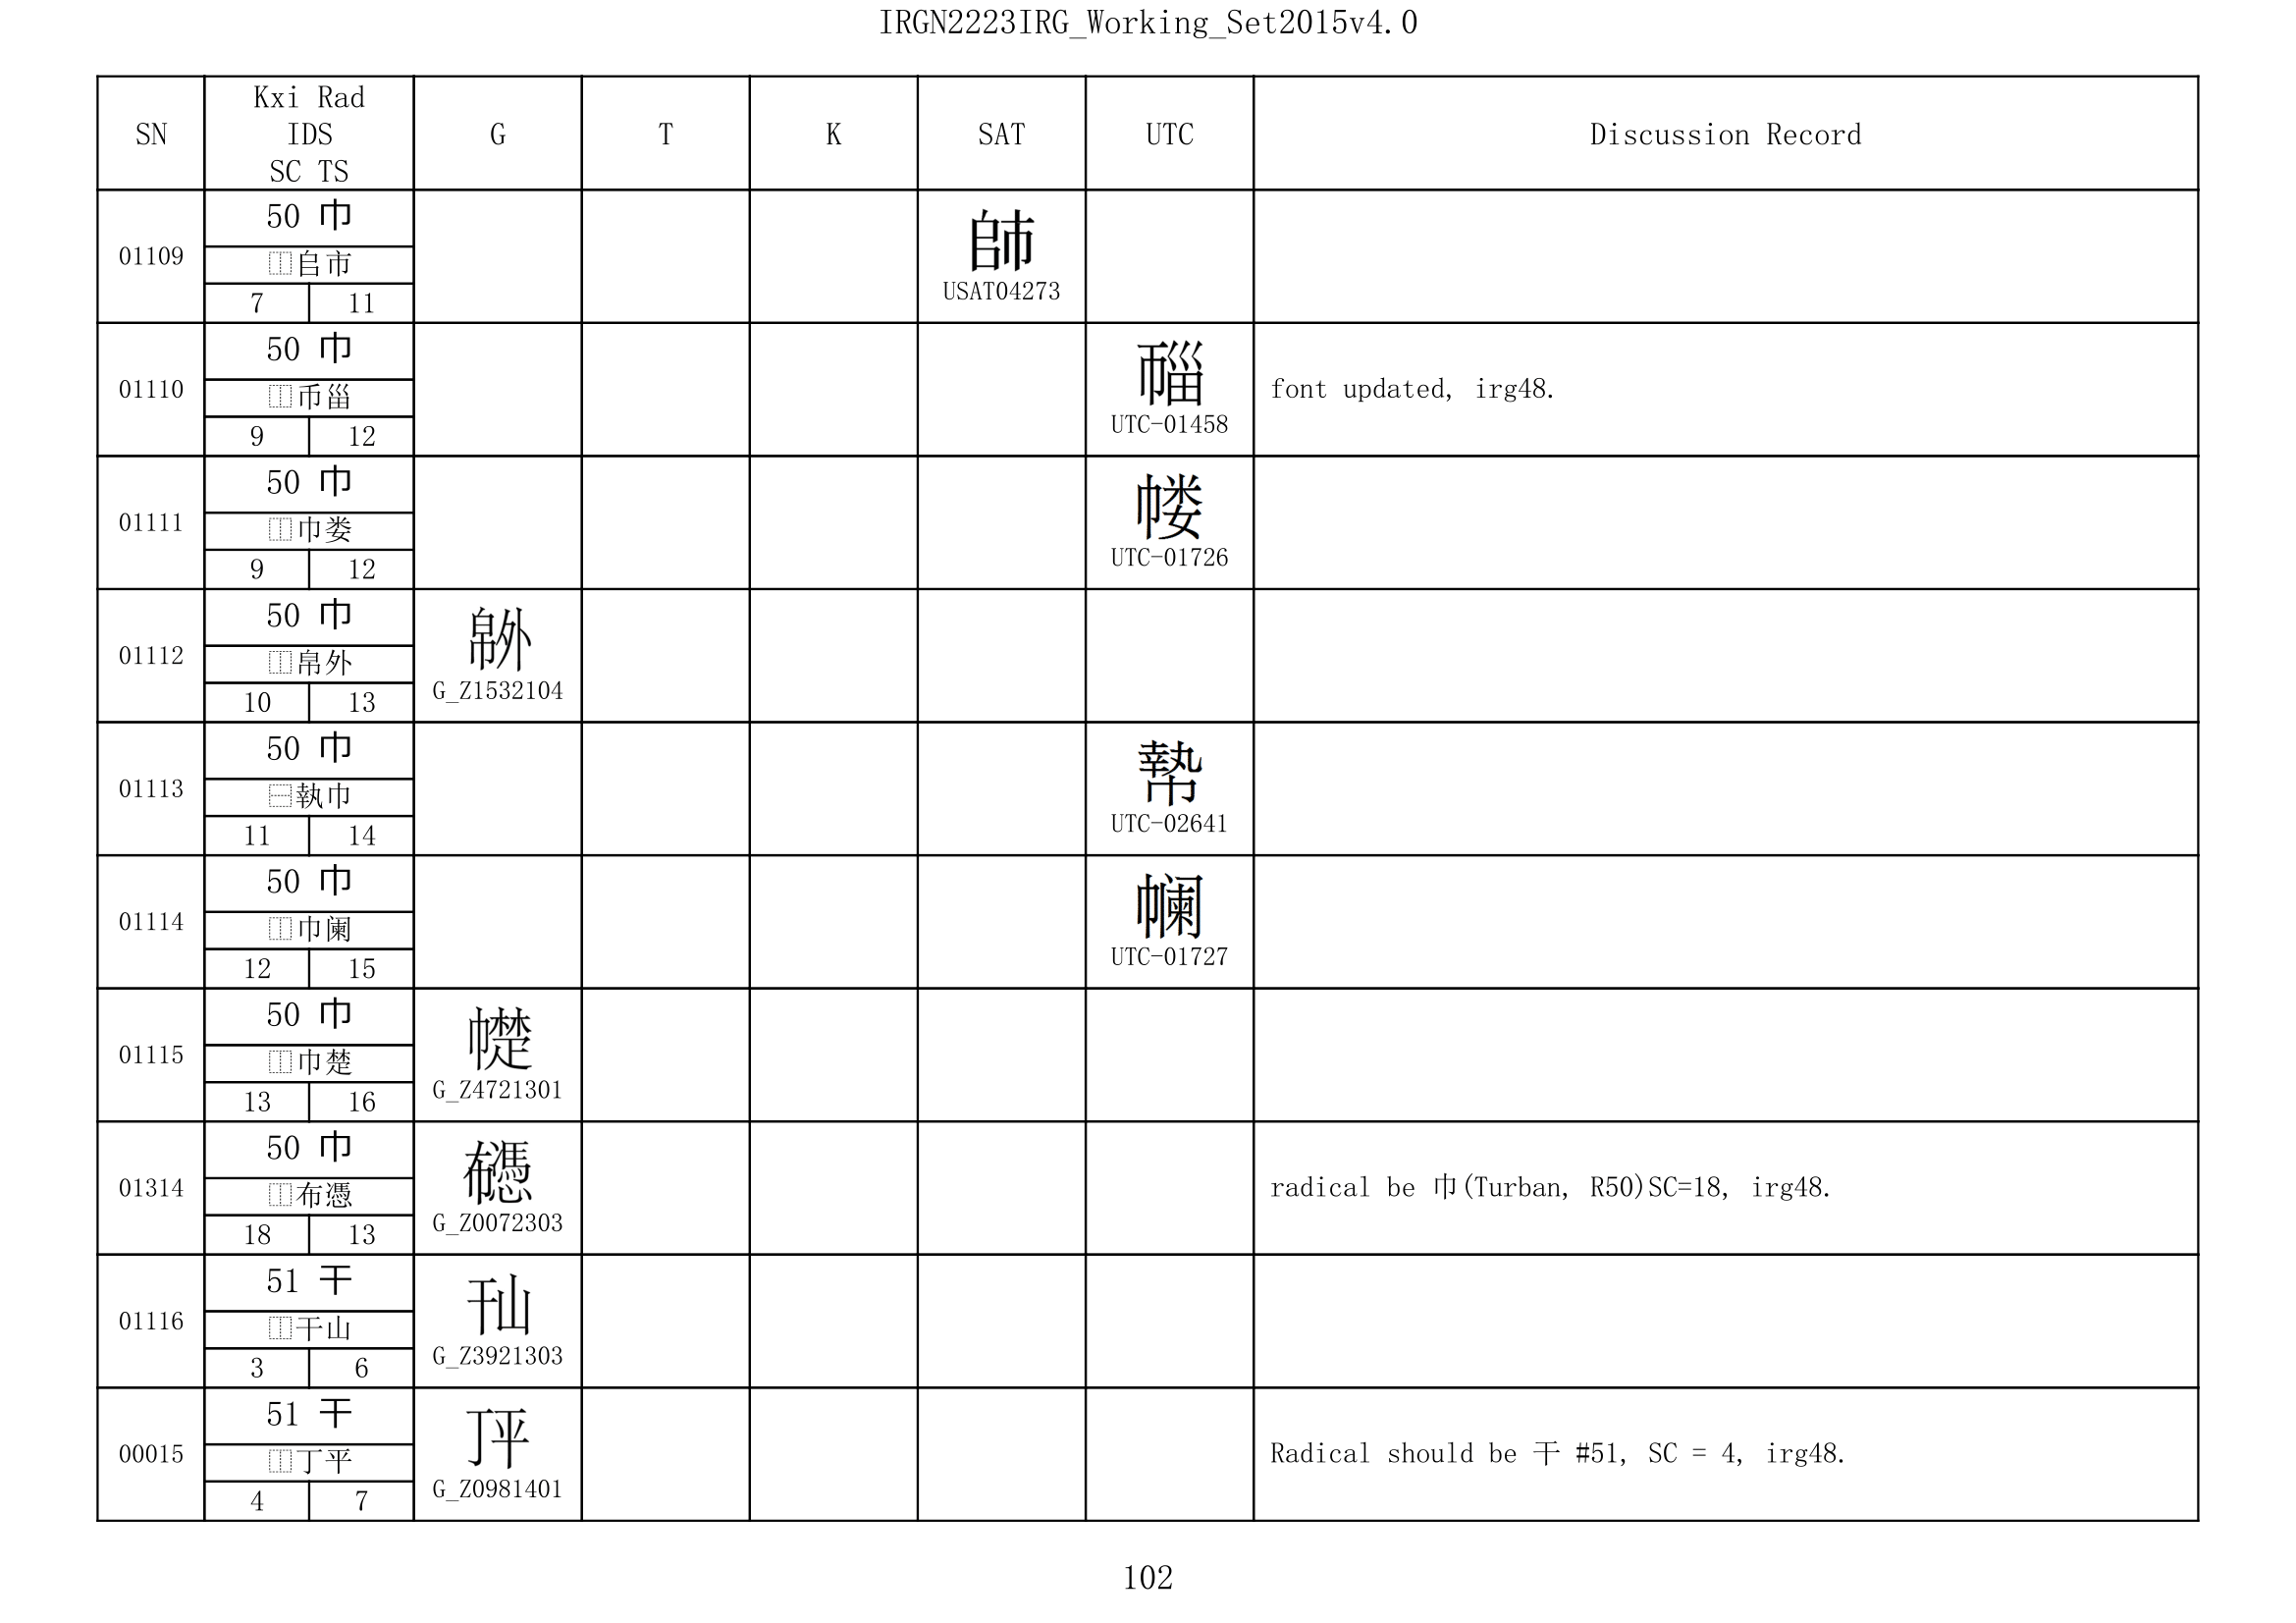 IRGN2223IRG_Working_Set2015v4.0
SN
Kxi Rad
IDS
SC TS
G
T
K
SAT
UTC
Discussion Record
01109
50 巾
⿰𠂤市
7 11
USAT04273
01110
50 巾
⿰币甾
9 12
UTC-01458
font updated, irg48.
01111
50 巾
⿰巾娄
9 12
UTC-01726
01112
50 巾
⿰帛外
10 13
G_Z1532104
01113
50 巾
⿱執巾
11 14
UTC-02641
01114
50 巾
⿰巾阑
12 15
UTC-01727
01115
50 巾
⿰巾楚
13 16
G_Z4721301
01314
50 巾
⿰布慿
18 13
G_Z0072303
radical be 巾(Turban, R50)SC=18, irg48.
01116
51 干
⿰干山
3 6
G_Z3921303
00015
51 干
⿰丁平
4 7
G_Z0981401
Radical should be 干 #51, SC = 4, irg48.
102